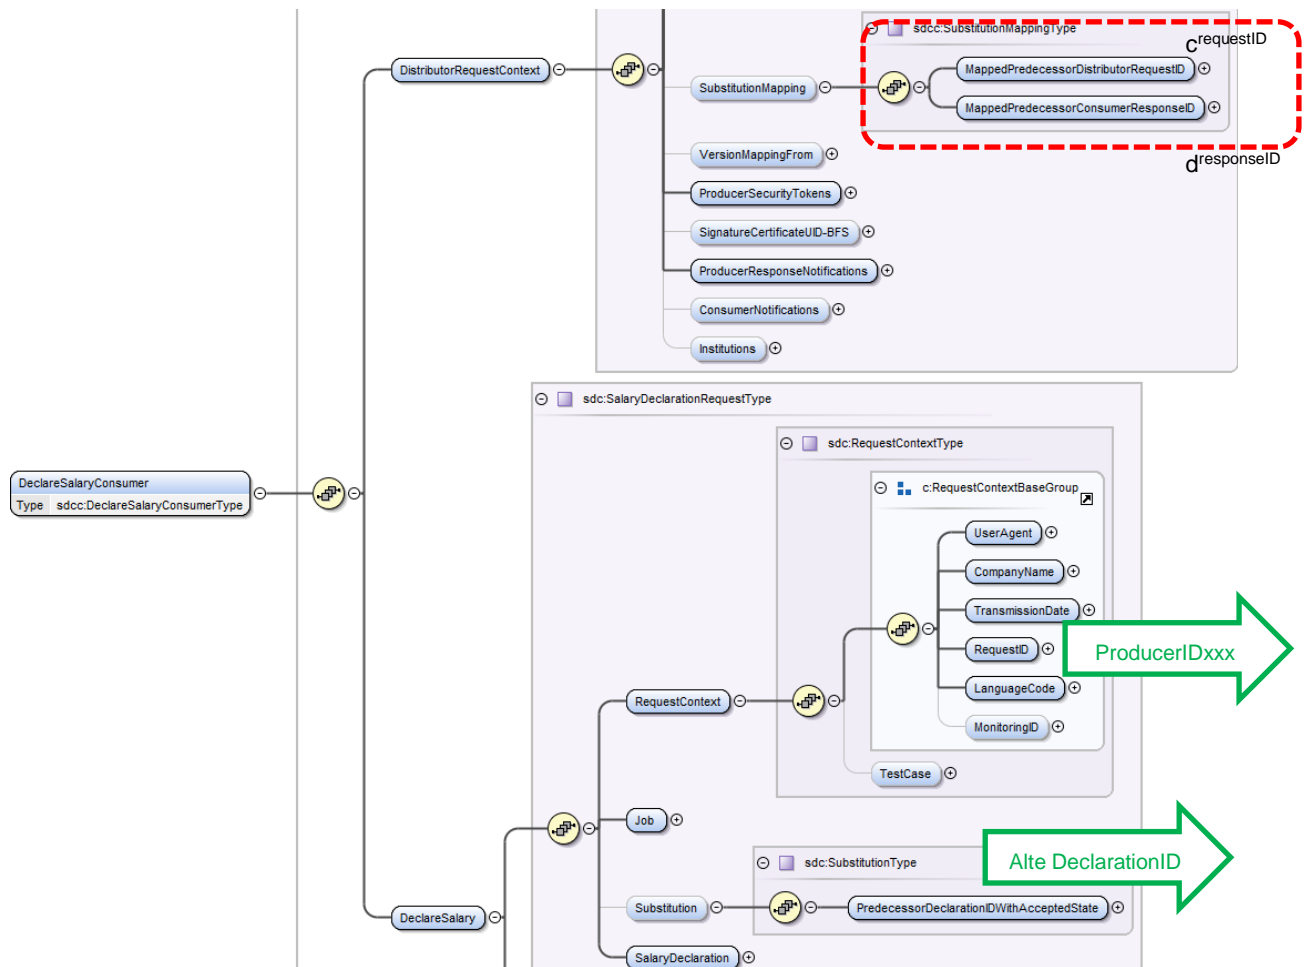 sdcc:SubstitutionMappingType
crequestID
DistributorRequestContext
MappedPredecessorDistributorRequestID
SubstitutionMapping
MappedPredecessorConsumerResponseID
VersionMappingFrom
dresponseID
ProducerSecurityTokens
SignatureCertificateUID-BFS
ProducerResponseNotifications
ConsumerNotifications
Institutions
sdc:SalaryDeclarationRequestType
sdc:RequestContextType
DeclareSalaryConsumer
Type sdcc:DeclareSalaryConsumerType
c:RequestContextBaseGroup
UserAgent
CompanyName
TransmissionDate
RequestID
ProducerIDxxx
LanguageCode
RequestContext
MonitoringID
TestCase
Job
sdc:SubstitutionType
Alte DeclarationID
Substitution
PredecessorDeclarationIDWithAcceptedState
DeclareSalary
SalaryDeclaration